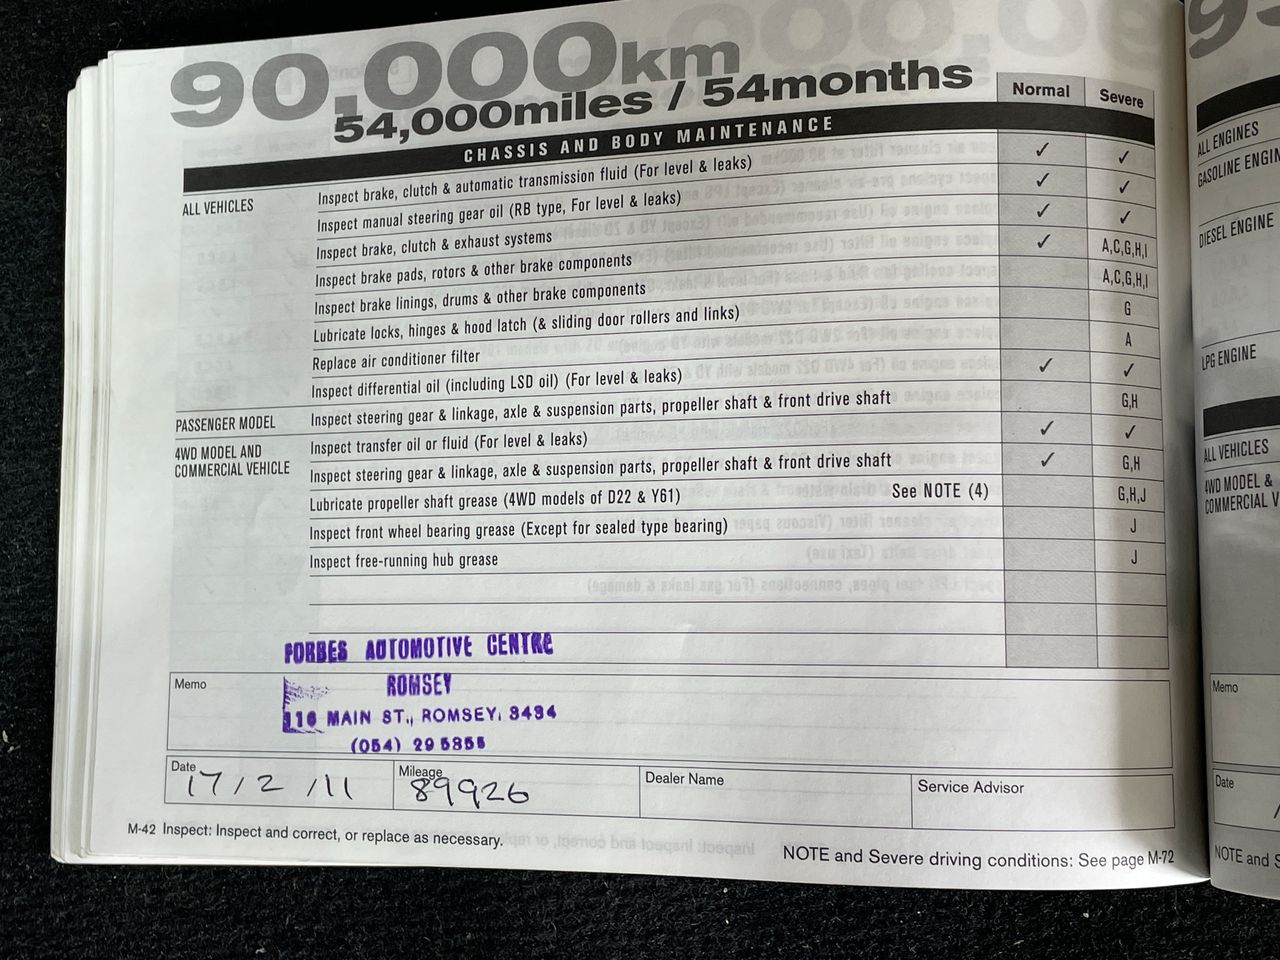 90,000km
54,000miles / 54months
Normal Severe
CHASSIS AND BODY MAINTENANCE
ALL VEHICLES Inspect brake, clutch & automatic transmission fluid (For level & leaks) ✓ ✓
Inspect manual steering gear oil (RB type, For level & leaks) ✓ ✓
Inspect brake, clutch & exhaust systems ✓ ✓
Inspect brake pads, rotors & other brake components ✓ A,C,G,H,I
Inspect brake linings, drums & other brake components A,C,G,H,I
Lubricate locks, hinges & hood latch (& sliding door rollers and links) G
Replace air conditioner filter A
Inspect differential oil (including LSD oil) (For level & leaks) ✓ ✓
PASSENGER MODEL Inspect steering gear & linkage, axle & suspension parts, propeller shaft & front drive shaft G,H
4WD MODEL AND Inspect transfer oil or fluid (For level & leaks) ✓ ✓
COMMERCIAL VEHICLE Inspect steering gear & linkage, axle & suspension parts, propeller shaft & front drive shaft ✓ G,H
Lubricate propeller shaft grease (4WD models of D22 & Y61) See NOTE (4) G,H,J
Inspect front wheel bearing grease (Except for sealed type bearing) J
Inspect free-running hub grease J
FORBES AUTOMOTIVE CENTRE
Memo ROMSEY
116 MAIN ST., ROMSEY. 3434
(054) 29 5355
Date 17/2/11 Mileage 89926 Dealer Name Service Advisor
M-42 Inspect: Inspect and correct, or replace as necessary.
NOTE and Severe driving conditions: See page M-72
ALL ENGINES
DIESEL ENGINE
LPG ENGINE
ALL VEHICLES
4WD MODEL &
Memo
Date